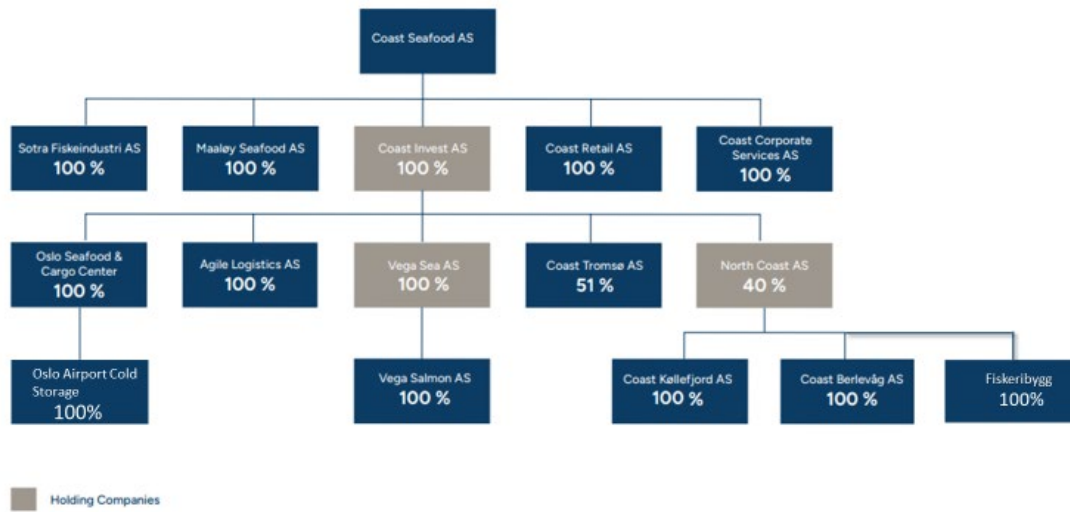 Coast Seafood AS
Sotra Fiskeindustri AS
100 %
Maaløy Seafood AS
100 %
Coast Invest AS
100 %
Coast Retail AS
100 %
Coast Corporate
Services AS
100 %
Oslo Seafood &
Cargo Center
100 %
Agile Logistics AS
100 %
Vega Sea AS
100 %
Coast Tromsø AS
51 %
North Coast AS
40 %
Oslo Airport Cold
Storage
100%
Vega Salmon AS
100 %
Coast Køllefjord AS
100 %
Coast Berlevåg AS
100 %
Fiskeribygg
100%
Holding Companies